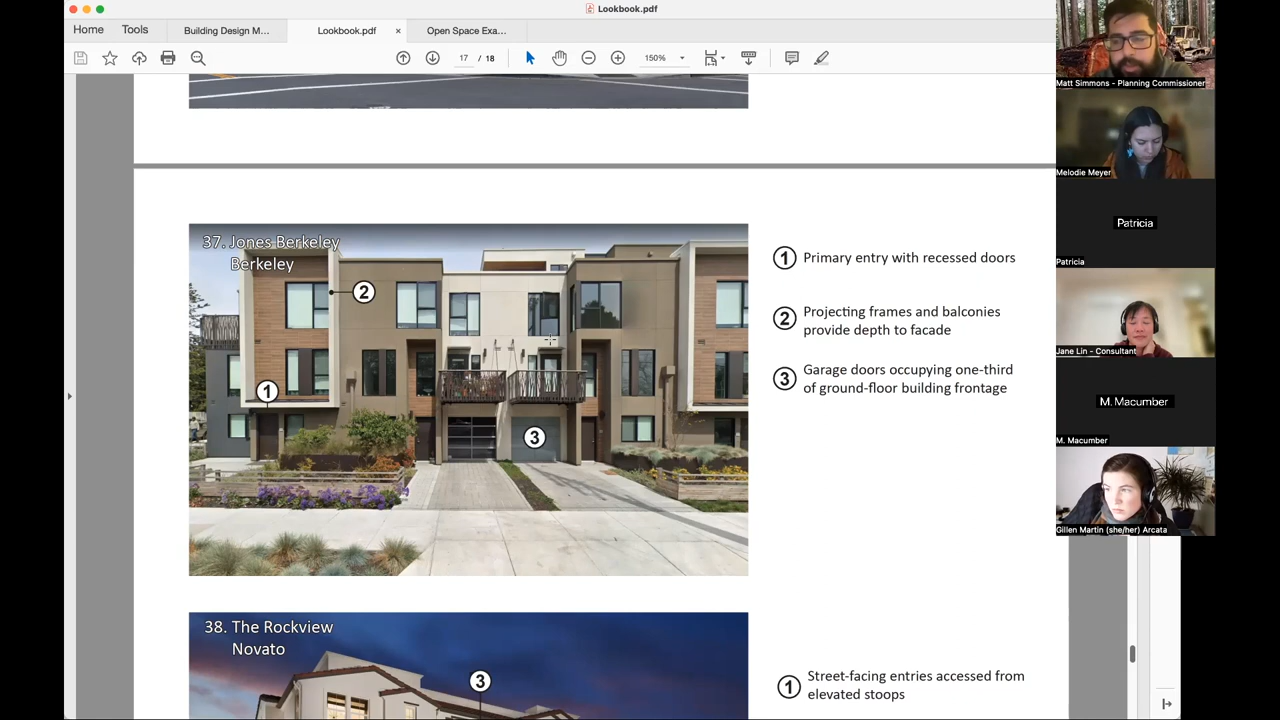 Lookbook.pdf
Home
Tools
Building Design M...
Lookbook.pdf
×
Open Space Exa...
17 / 18
150%
37. Jones Berkeley
Berkeley
1
2
3
1 Primary entry with recessed doors
2 Projecting frames and balconies
provide depth to facade
3 Garage doors occupying one-third
of ground-floor building frontage
38. The Rockview
Novato
3
1 Street-facing entries accessed from
elevated stoops
Matt Simmons - Planning Commissioner
Melodie Meyer
Patricia
Patricia
Jane Lin - Consultant
M. Macumber
M. Macumber
Gillen Martin (she/her) Arcata